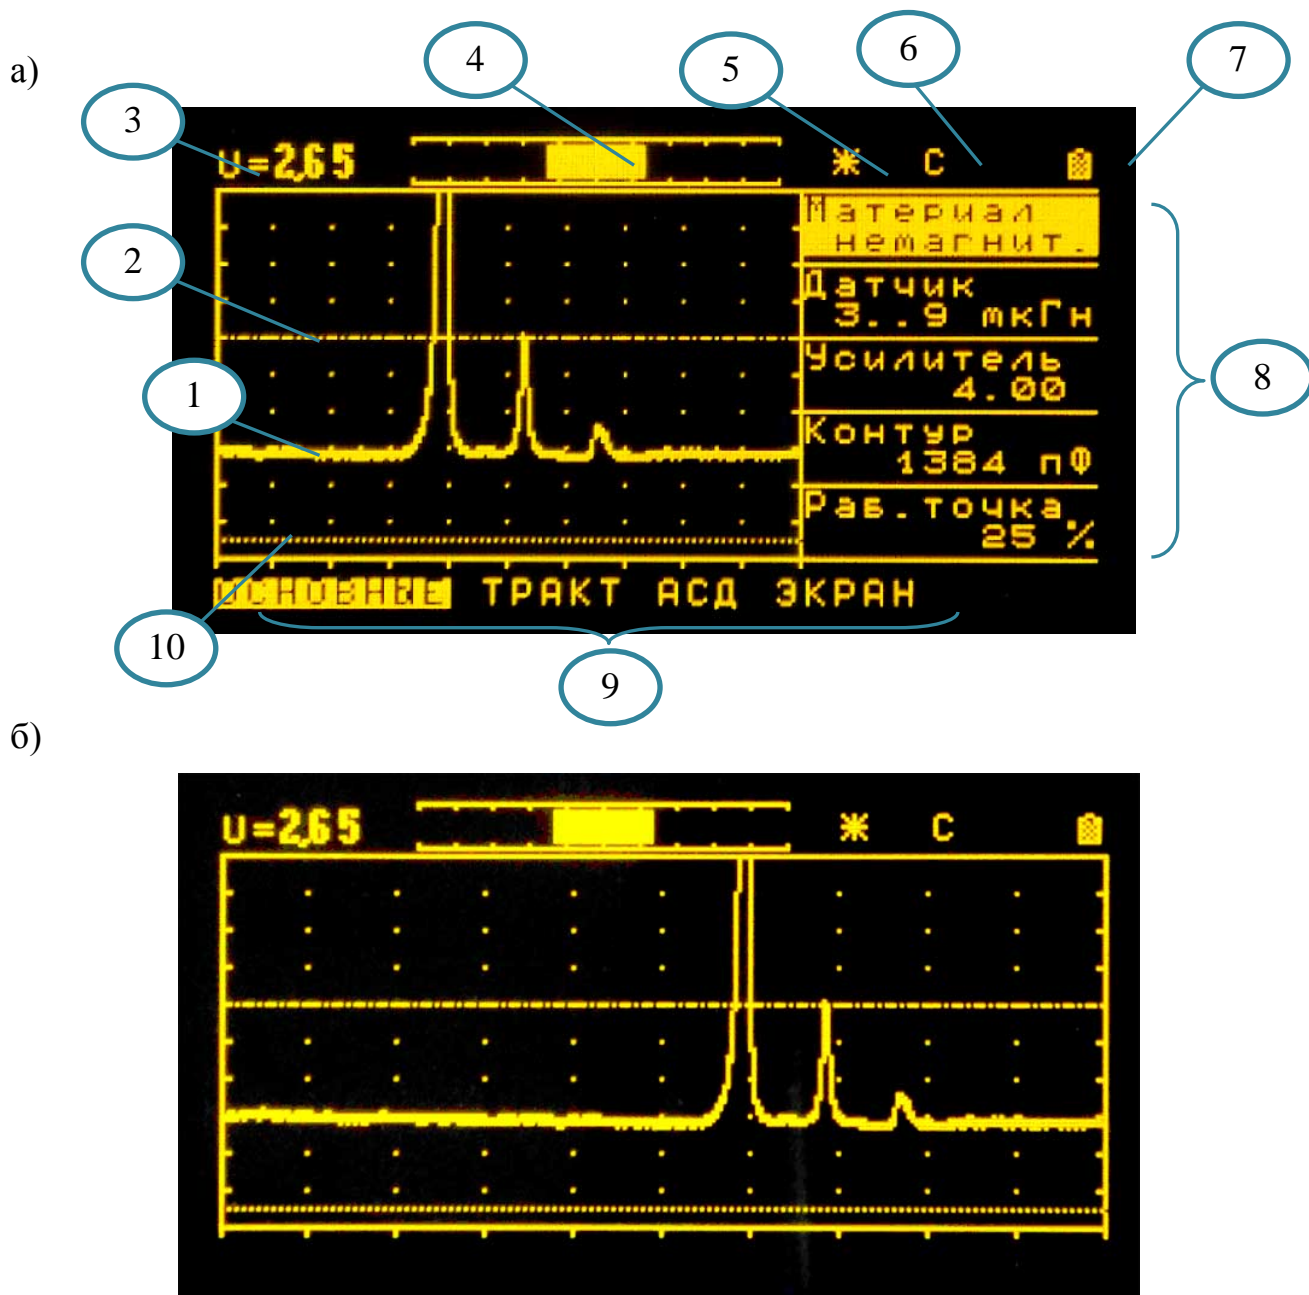 а)
4
5
6
7
3
U=2,65
* С
Материал
немагнит.
2
Датчик
3..9 мкГн
Усилитель
4.00
1
8
Контур
1384 пФ
Раб.точка
25 %
ОСНОВНЫЕ ТРАКТ АСД ЭКРАН
10
9
б)
U=2,65
* С